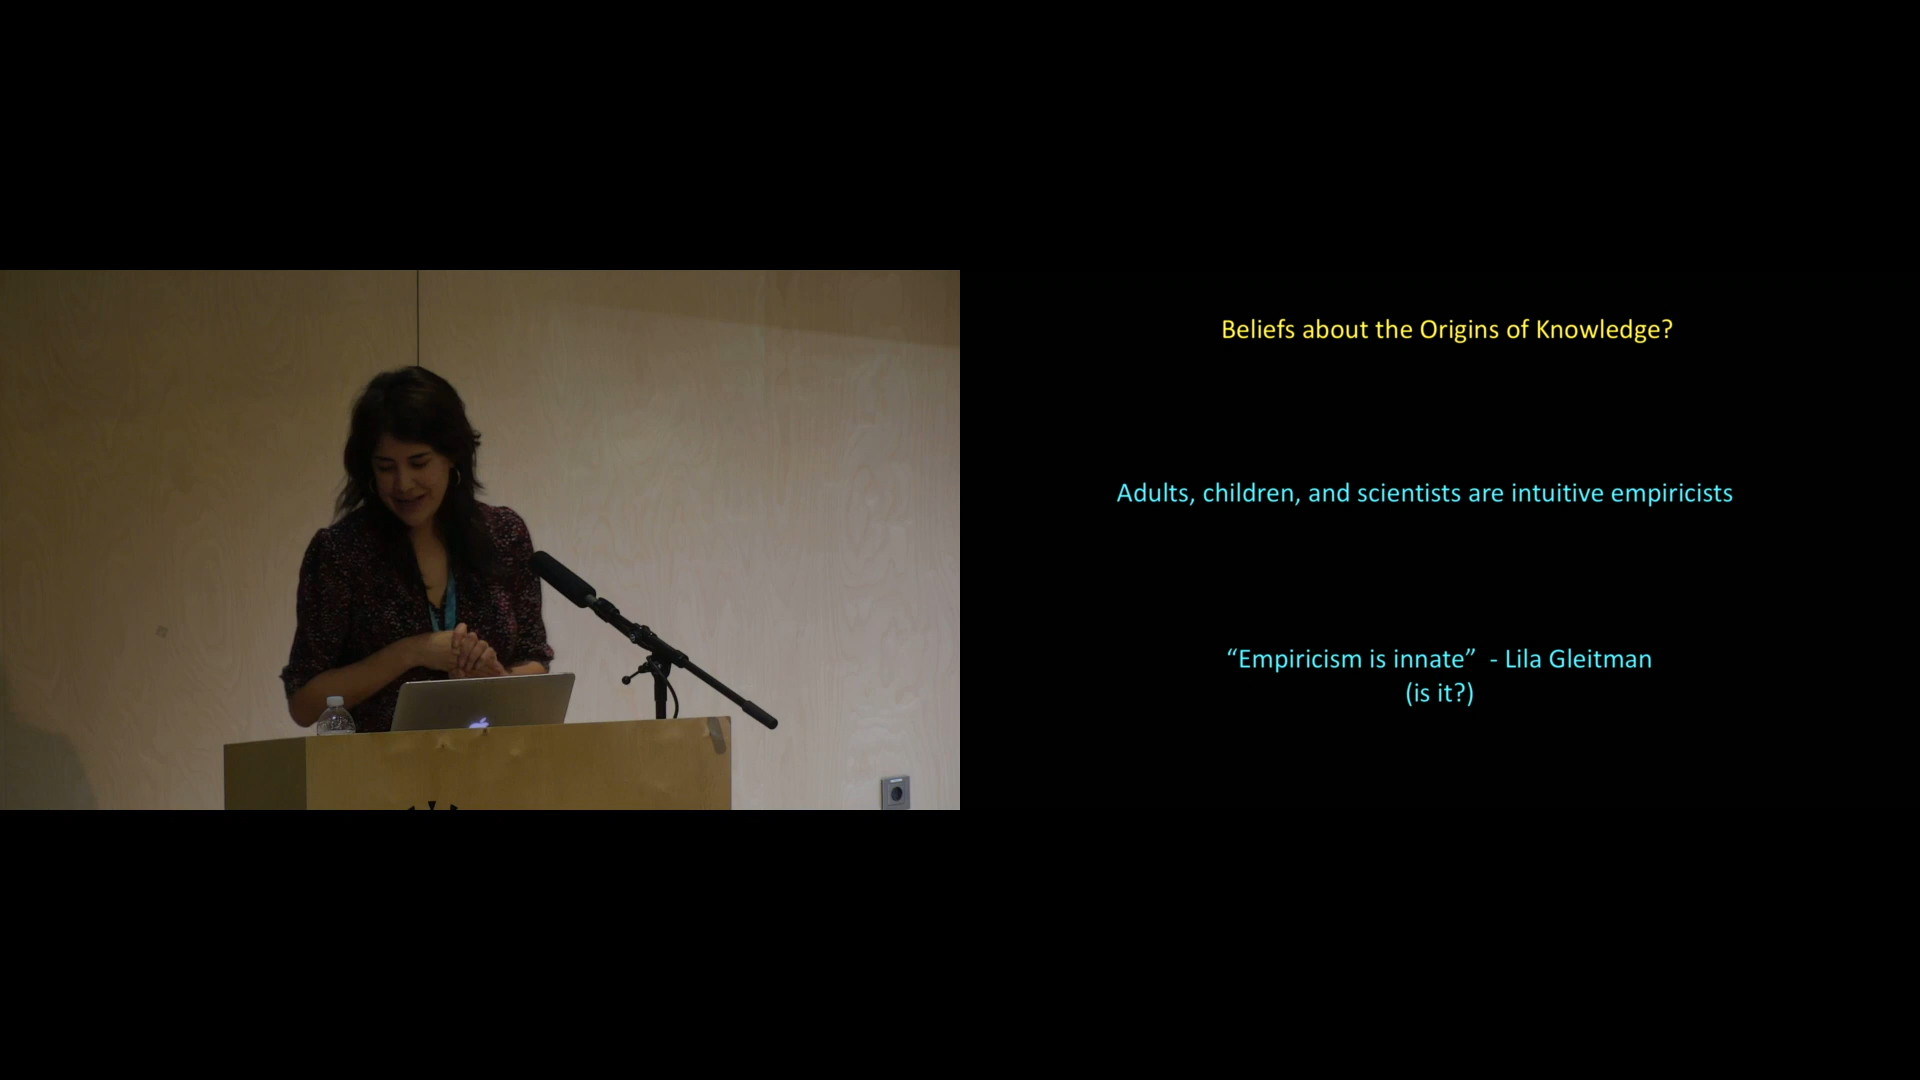 Beliefs about the Origins of Knowledge?
Adults, children, and scientists are intuitive empiricists
“Empiricism is innate”  - Lila Gleitman
(is it?)